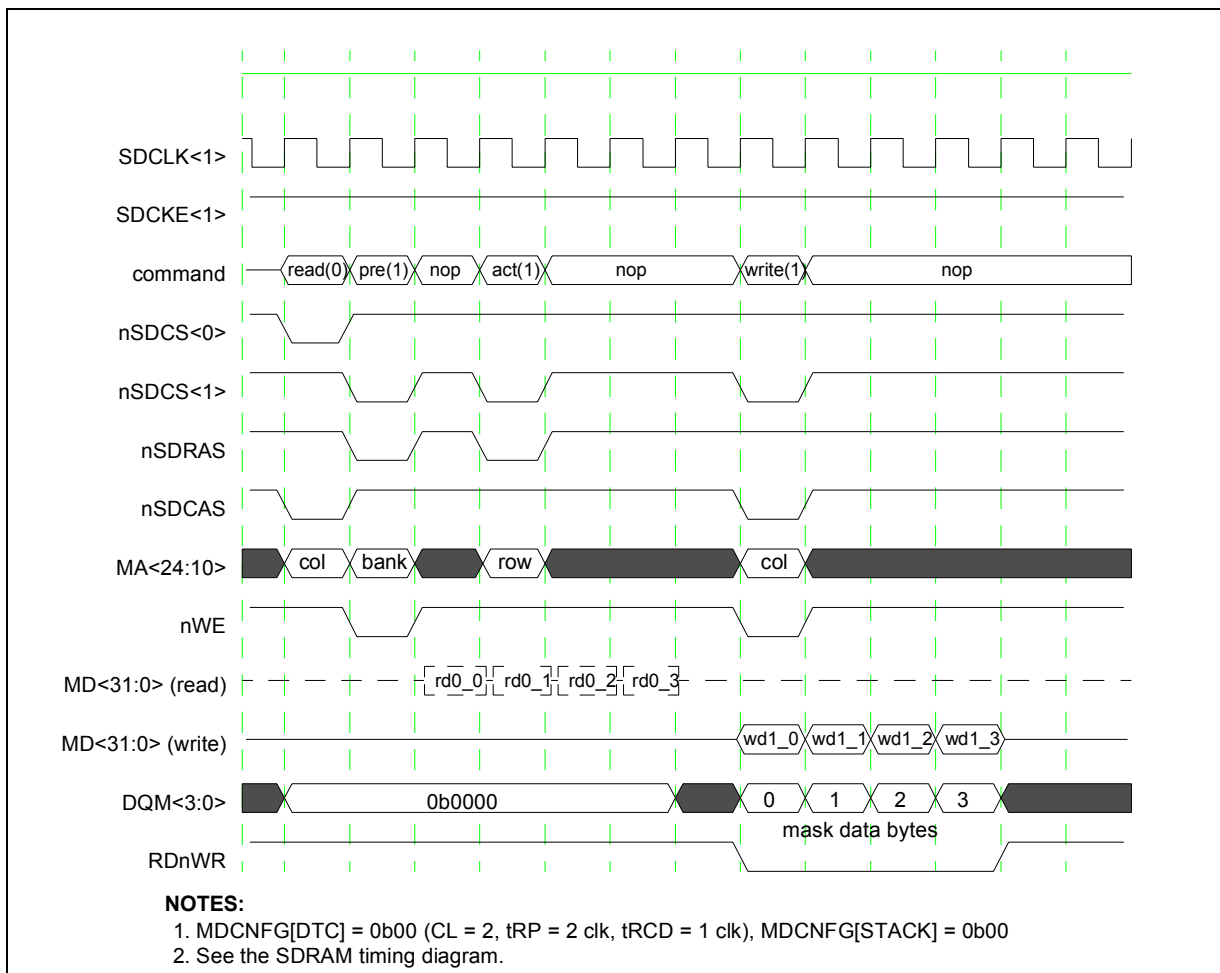 SDCLK<1>
SDCKE<1>
command read(0) pre(1) nop act(1) nop write(1) nop
nSDCS<0>
nSDCS<1>
nSDRAS
nSDCAS
MA<24:10> col bank row col
nWE
MD<31:0> (read) rd0_0 rd0_1 rd0_2 rd0_3
MD<31:0> (write) wd1_0 wd1_1 wd1_2 wd1_3
DQM<3:0> 0b0000 0 1 2 3
mask data bytes
RDnWR
NOTES:
1. MDCNFG[DTC] = 0b00 (CL = 2, tRP = 2 clk, tRCD = 1 clk), MDCNFG[STACK] = 0b00
2. See the SDRAM timing diagram.